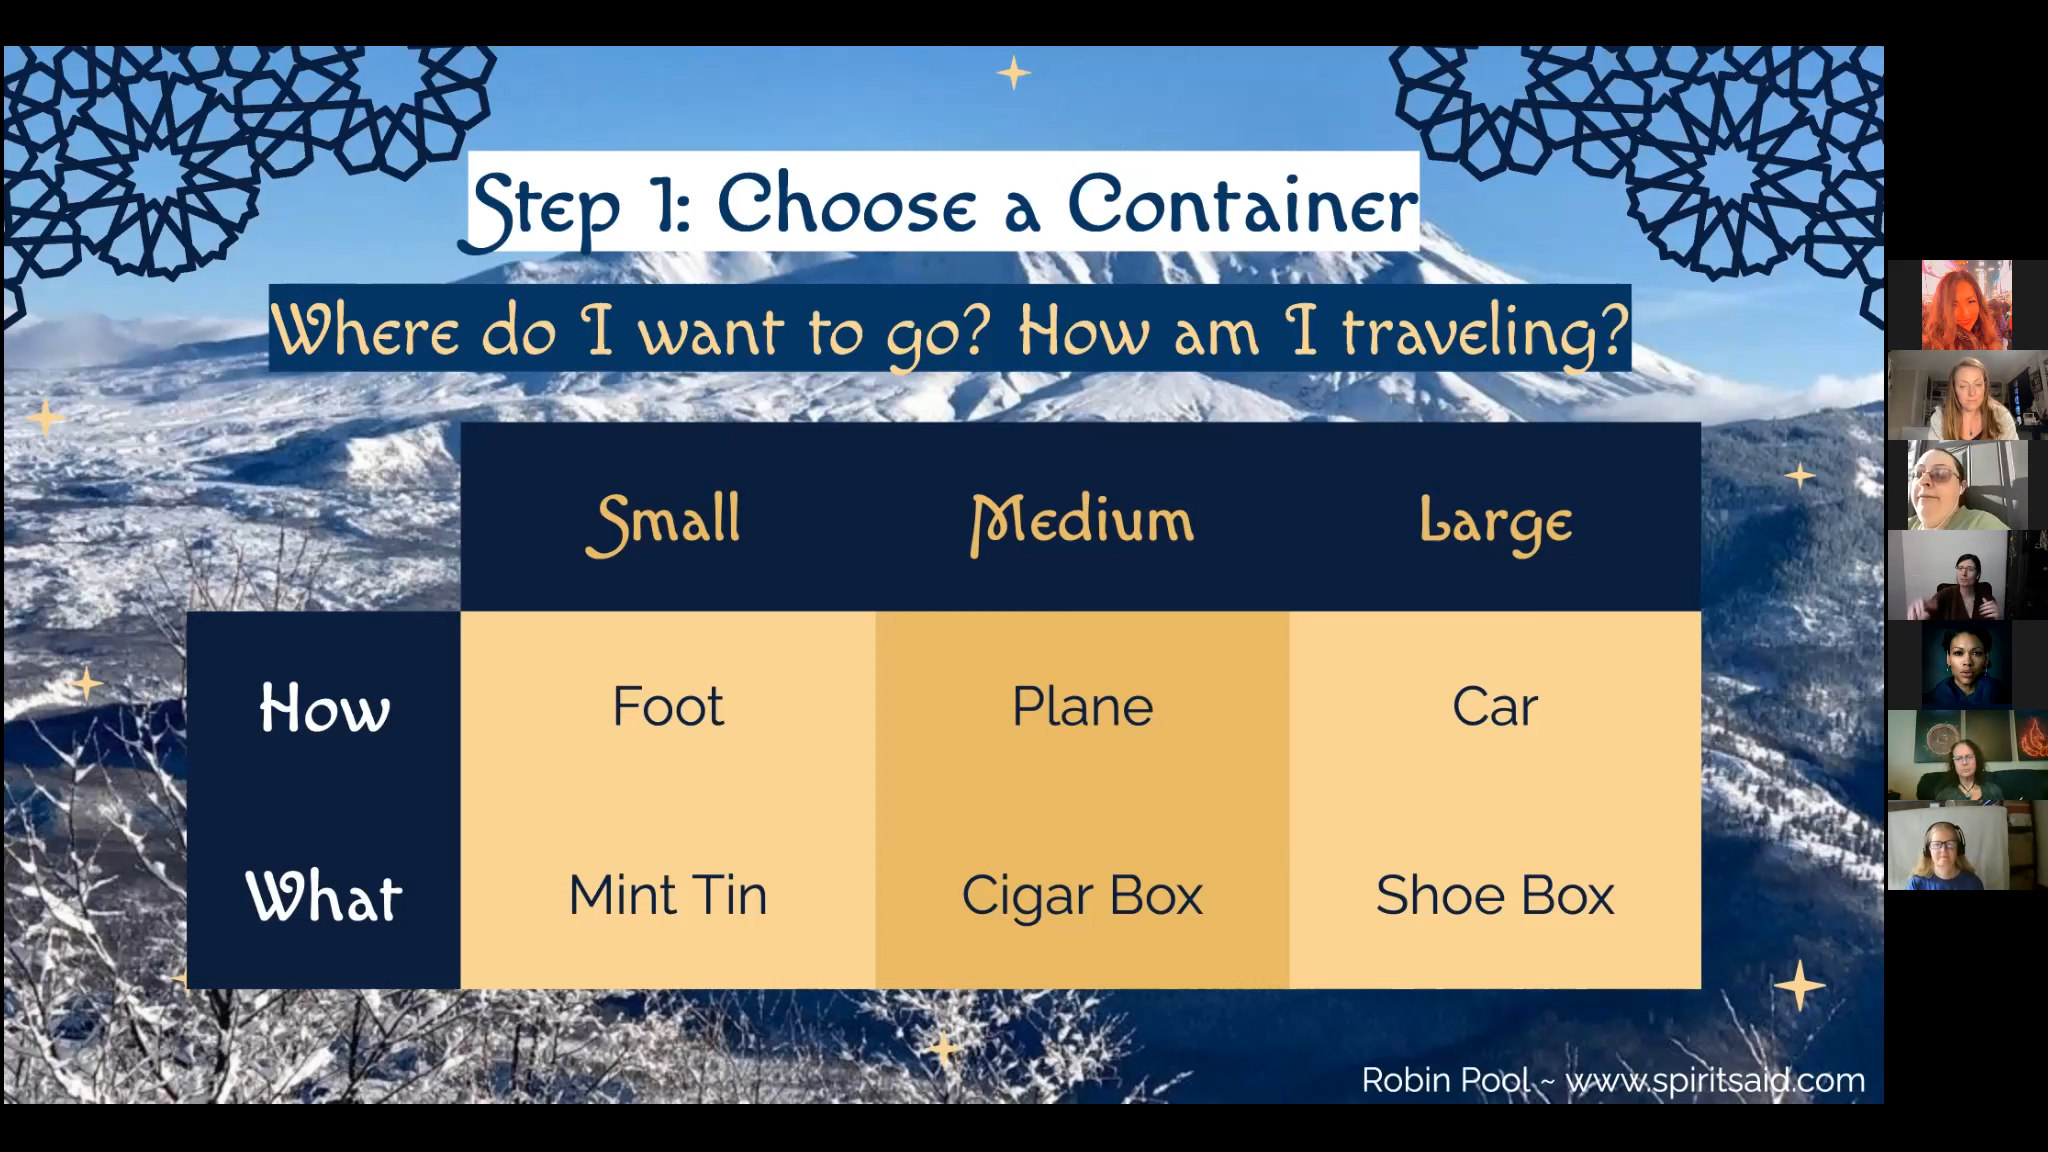 Step 1: Choose a Container
Where do I want to go? How am I traveling?
Small Medium Large
How Foot Plane Car
What Mint Tin Cigar Box Shoe Box
Robin Pool ~ www.spiritsaid.com